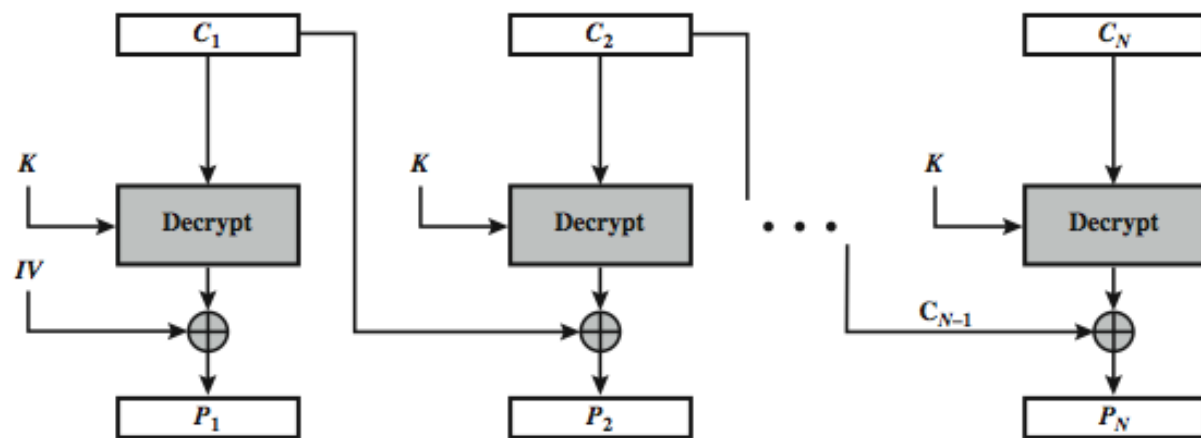 C1 C2 CN
K K K
Decrypt Decrypt • • • Decrypt
IV
CN–1
P1 P2 PN